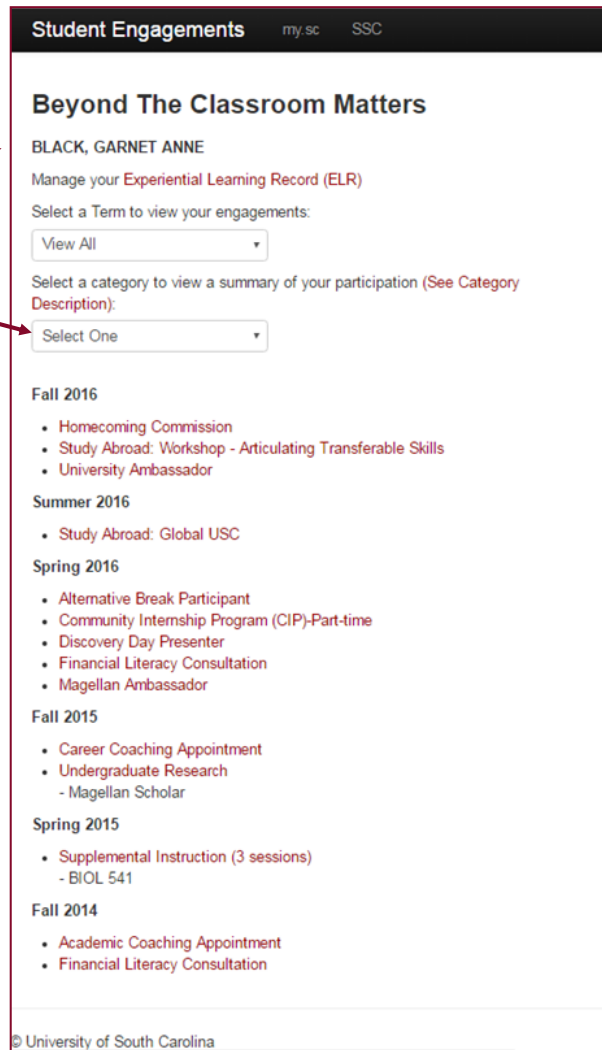 Student Engagements my.sc SSC
Beyond The Classroom Matters
BLACK, GARNET ANNE
Manage your Experiential Learning Record (ELR)
Select a Term to view your engagements:
View All
Select a category to view a summary of your participation (See Category
Description):
Select One
Fall 2016
• Homecoming Commission
• Study Abroad: Workshop - Articulating Transferable Skills
• University Ambassador
Summer 2016
• Study Abroad: Global USC
Spring 2016
• Alternative Break Participant
• Community Internship Program (CIP)-Part-time
• Discovery Day Presenter
• Financial Literacy Consultation
• Magellan Ambassador
Fall 2015
• Career Coaching Appointment
• Undergraduate Research
- Magellan Scholar
Spring 2015
• Supplemental Instruction (3 sessions)
- BIOL 541
Fall 2014
• Academic Coaching Appointment
• Financial Literacy Consultation
© University of South Carolina